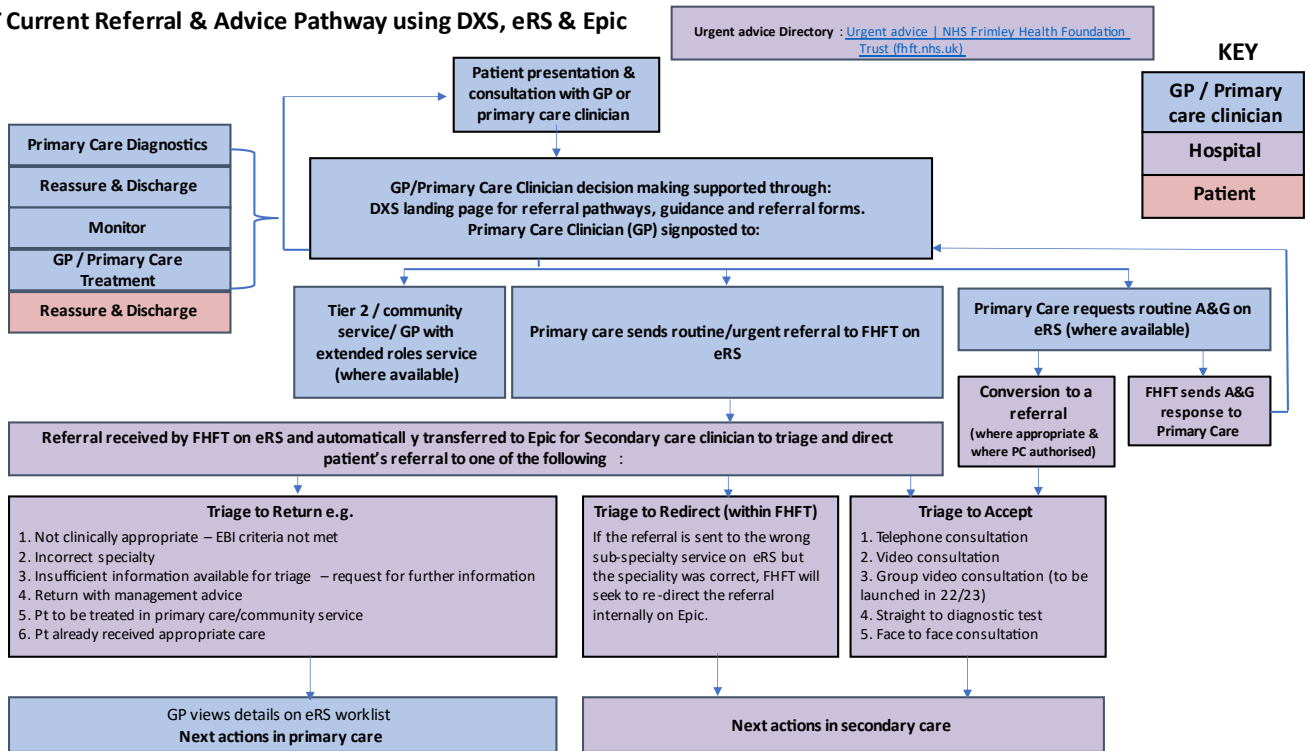 Current Referral & Advice Pathway using DXS, eRS & Epic
Urgent advice Directory : Urgent advice | NHS Frimley Health Foundation
Trust (fhft.nhs.uk)
KEY
GP / Primary
care clinician
Hospital
Patient
Patient presentation &
consultation with GP or
primary care clinician
Primary Care Diagnostics
Reassure & Discharge
Monitor
GP / Primary Care
Treatment
Reassure & Discharge
GP/Primary Care Clinician decision making supported through:
DXS landing page for referral pathways, guidance and referral forms.
Primary Care Clinician (GP) signposted to:
Tier 2 / community
service/ GP with
extended roles service
(where available)
Primary care sends routine/urgent referral to FHFT on
eRS
Primary Care requests routine A&G on
eRS (where available)
Conversion to a
referral
(where appropriate &
where PC authorised)
FHFT sends A&G
response to
Primary Care
Referral received by FHFT on eRS and automaticall y transferred to Epic for Secondary care clinician to triage and direct
patient's referral to one of the following :
Triage to Return e.g.
1. Not clinically appropriate – EBI criteria not met
2. Incorrect specialty
3. Insufficient information available for triage – request for further information
4. Return with management advice
5. Pt to be treated in primary care/community service
6. Pt already received appropriate care
Triage to Redirect (within FHFT)
If the referral is sent to the wrong
sub-specialty service on eRS but
the speciality was correct, FHFT will
seek to re -direct the referral
internally on Epic.
Triage to Accept
1. Telephone consultation
2. Video consultation
3. Group video consultation (to be
launched in 22/23)
4. Straight to diagnostic test
5. Face to face consultation
GP views details on eRS worklist
Next actions in primary care
Next actions in secondary care